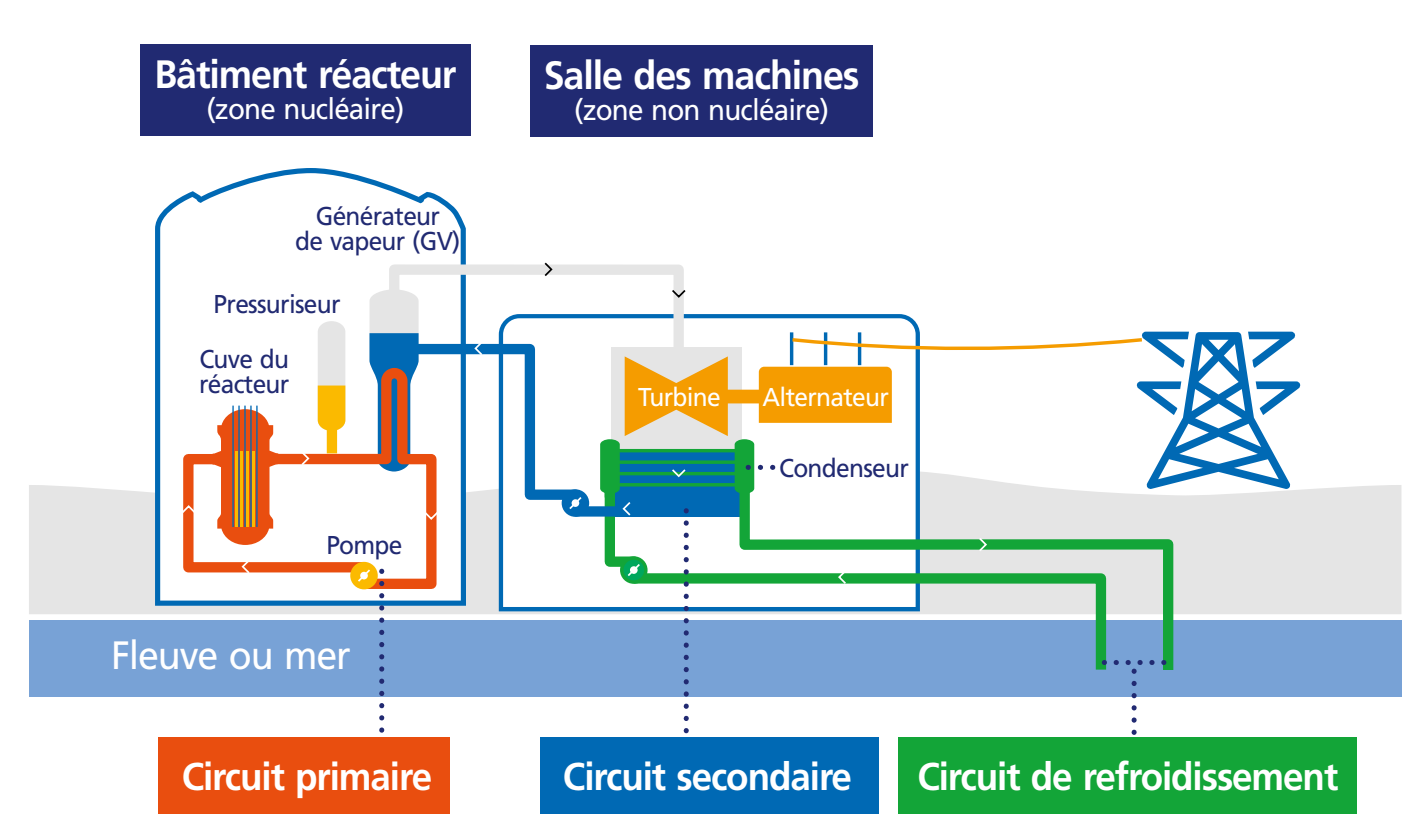 Bâtiment réacteur
(zone nucléaire)
Salle des machines
(zone non nucléaire)
Générateur
de vapeur (GV)
Pressuriseur
Cuve du
réacteur
Turbine
Alternateur
Condenseur
Pompe
Fleuve ou mer
Circuit primaire
Circuit secondaire
Circuit de refroidissement